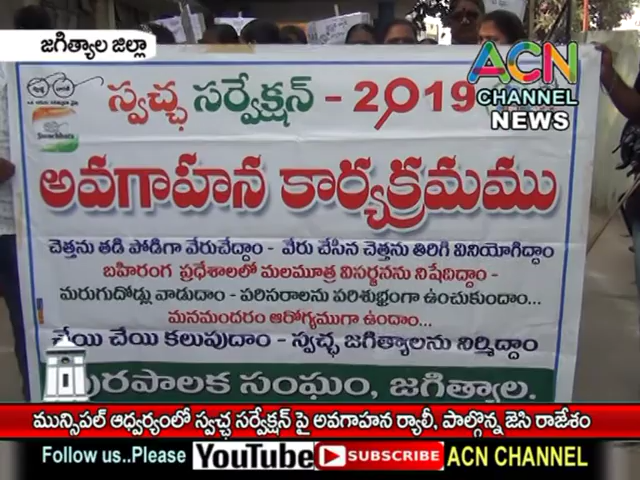 జగిత్యాల జిల్లా
ACN
CHANNEL
NEWS
స్వచ్ఛ సర్వేక్షన్ - 2019
అవగాహన కార్యక్రమము
చెత్తను తడి పోడిగా వేరుచేద్దాం - వేరు చేసిన చెత్తను తిరిగి వినియోగిద్దాం
బహిరంగ ప్రదేశాలలో మలమూత్ర విసర్జనను నిషేదిద్దాం -
మరుగుదోడ్లు వాడుదాం - పరిసరాలను పరిశుభ్రంగా ఉంచుకుందాం...
మనమందరం ఆరోగ్యముగా ఉందాం...
చేయి చేయి కలుపుదాం - స్వచ్ఛ జగిత్యాలను నిర్మిద్దాం
పురపాలక సంఘం, జగిత్యాల.
మున్సిపల్ ఆధ్వర్యంలో స్వచ్ఛ సర్వేక్షన్ పై అవగాహన ర్యాలీ, పాల్గొన్న జెసి రాజేశం
Follow us..Please YouTube SUBSCRIBE ACN CHANNEL